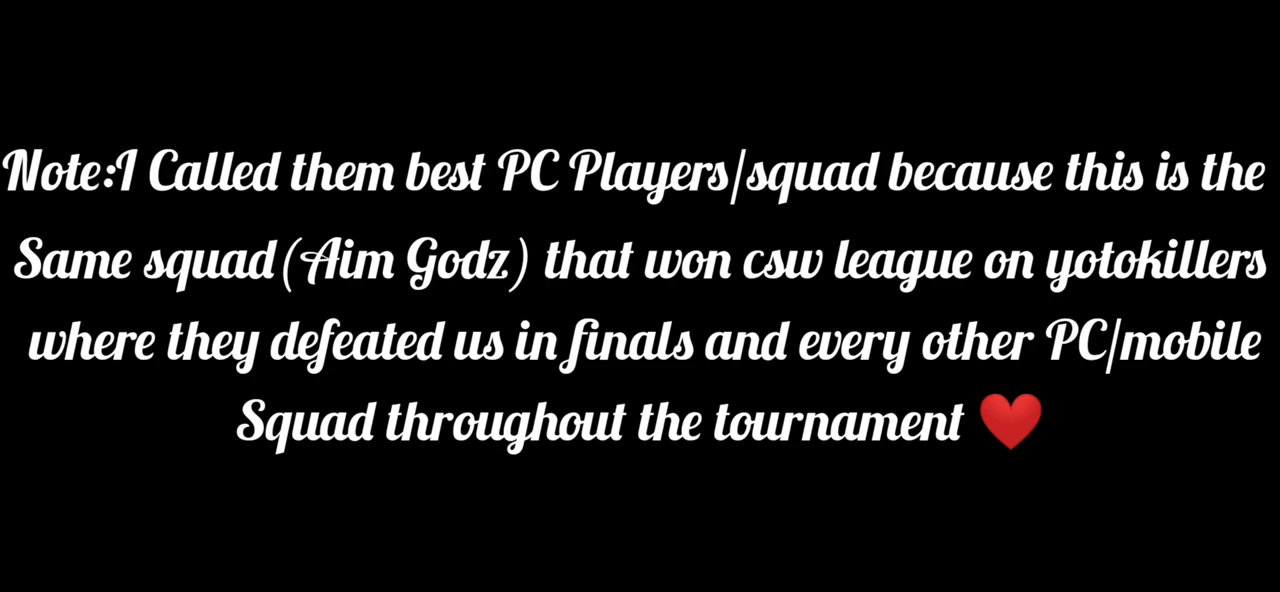 Note:I Called them best PC Players/squad because this is the
Same squad(Aim Godz) that won csw league on yotokillers
where they defeated us in finals and every other PC/mobile
Squad throughout the tournament ❤️